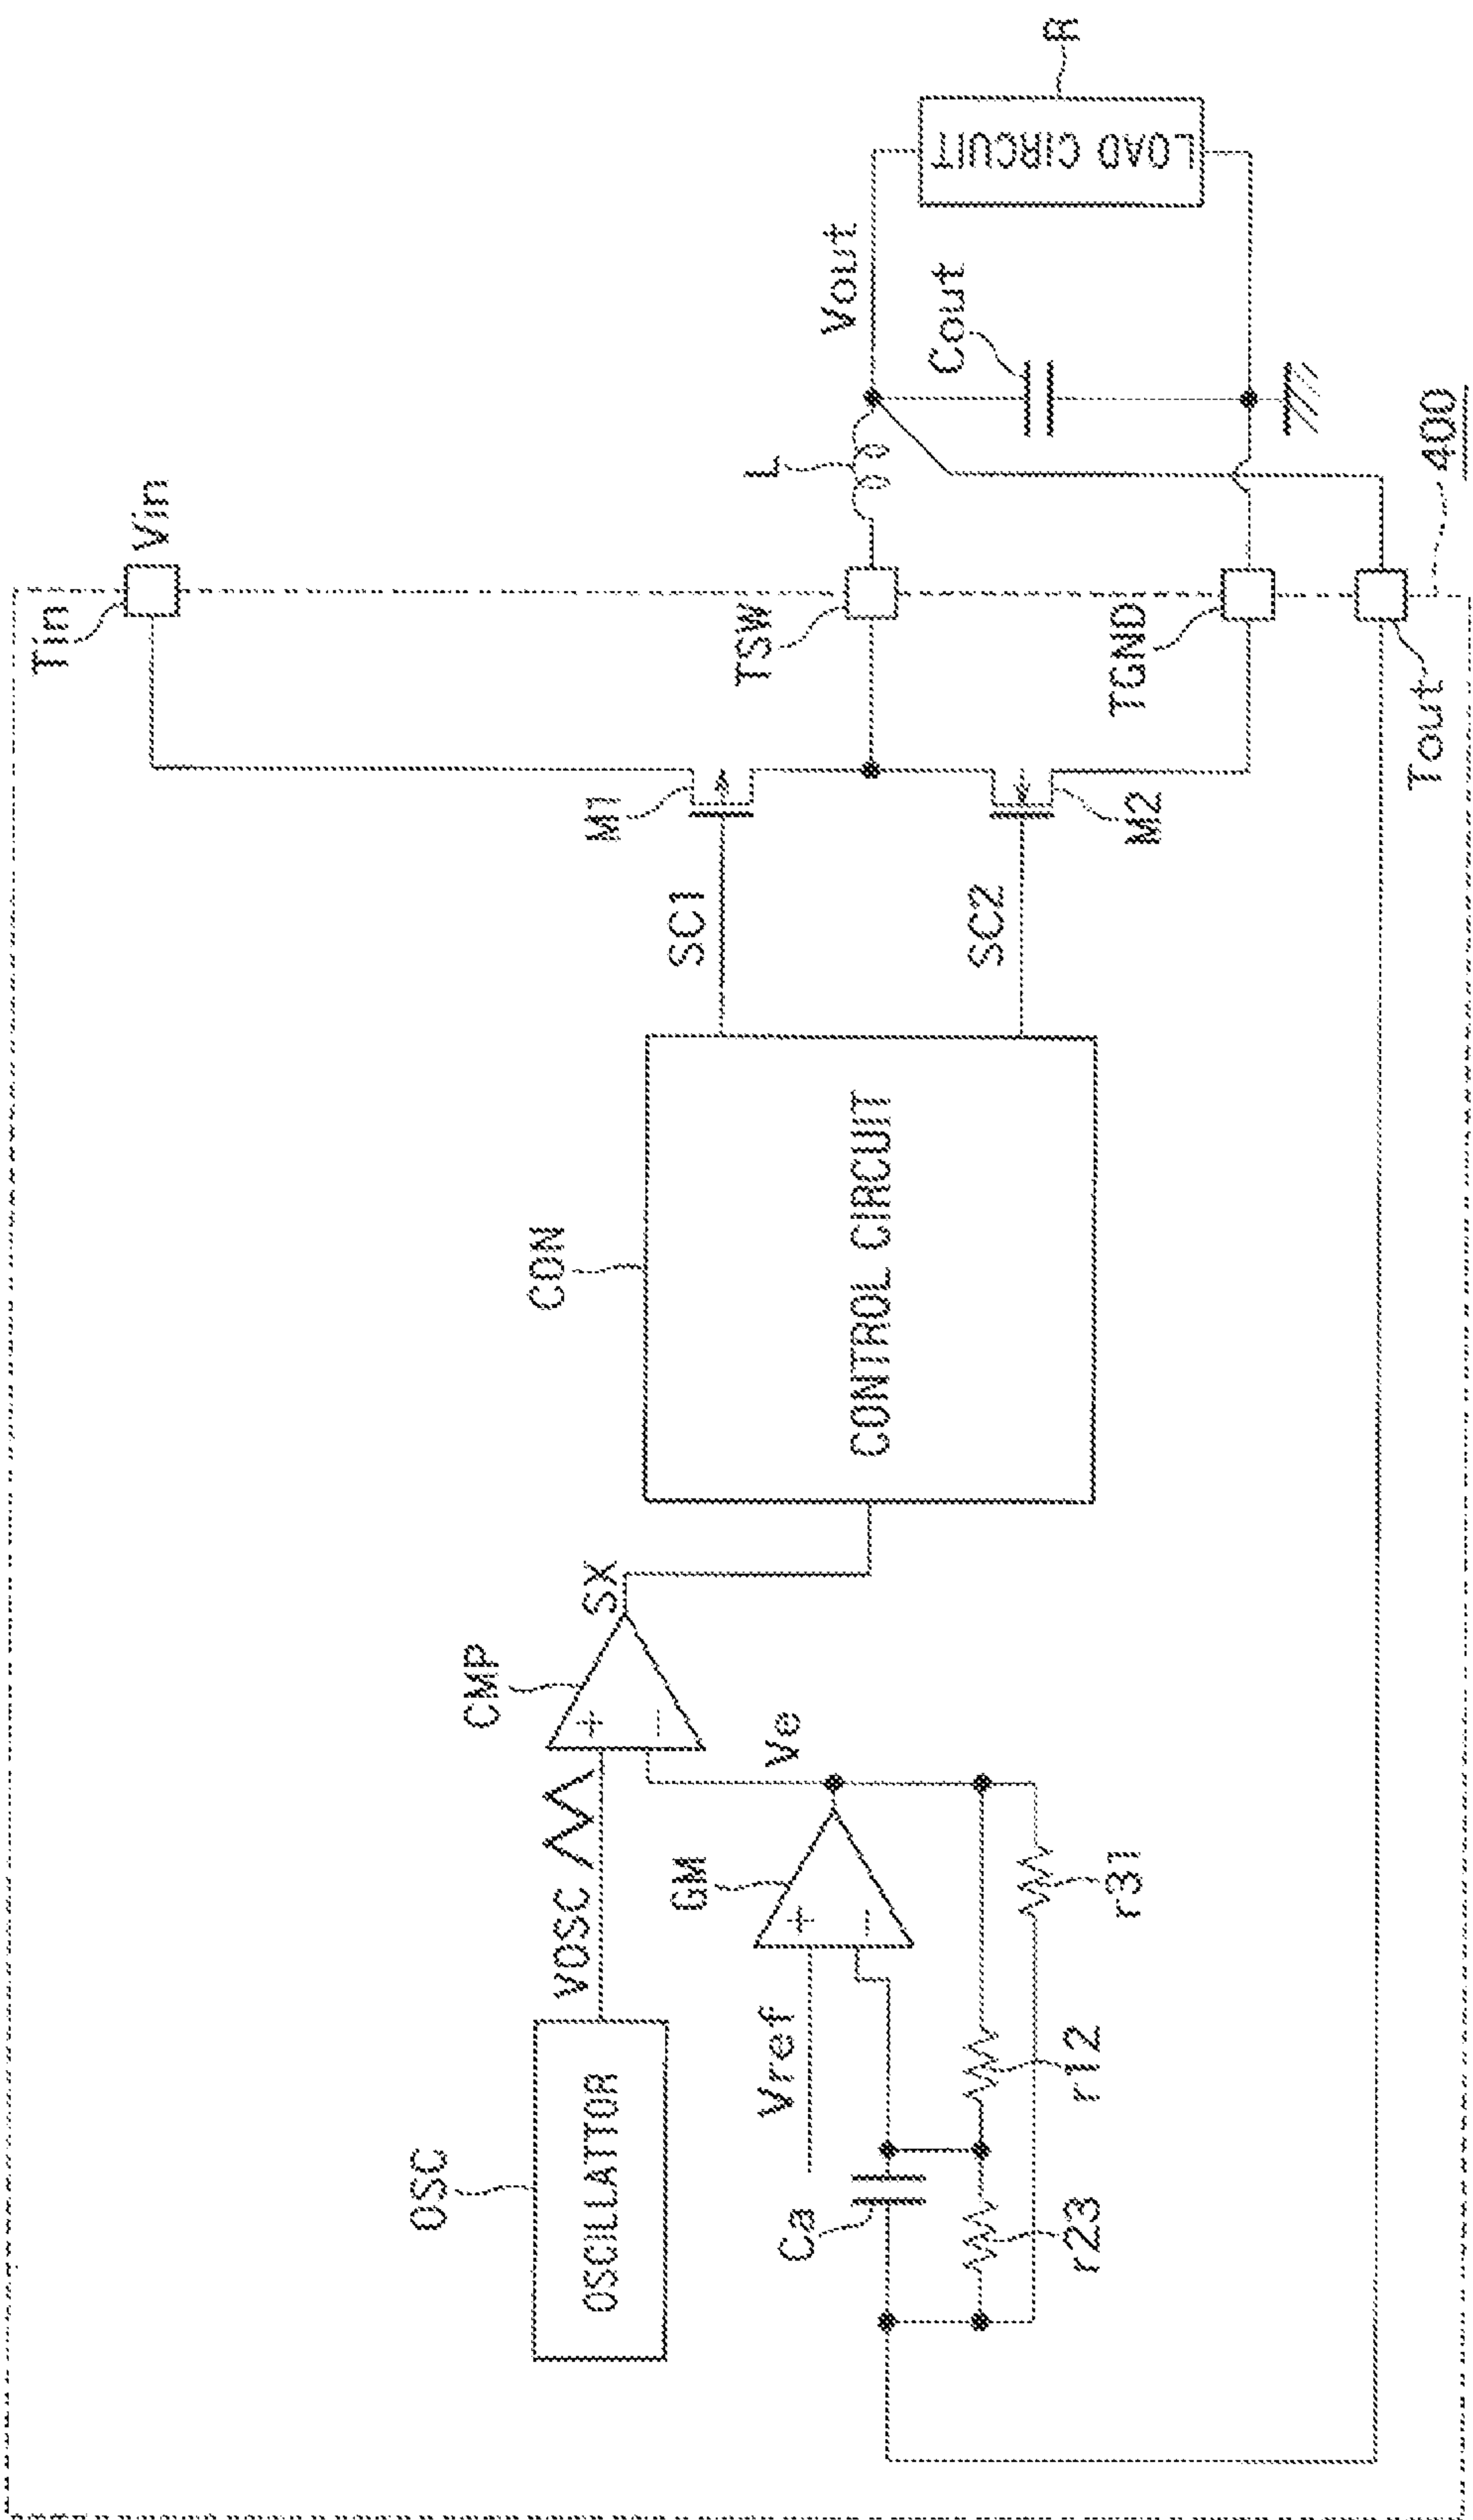 Tin
Vin
OSC
OSCILLATTOR
VOSC
CMP
+
−
SX
CON
CONTROL CIRCUIT
SC1
M1
TSW
L
Vout
R
LOAD CIRCUIT
Cout
Vref
GM
+
−
Ve
Ca
r23
r12
r31
SC2
M2
TGND
Tout
400